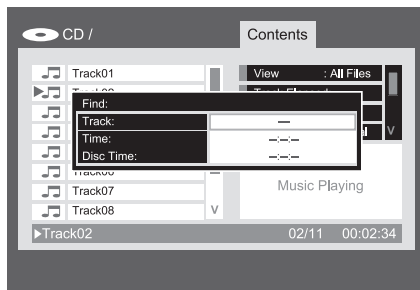 CD /
Contents
Track01
View : All Files
Find:
Track: —
Time: –:–:–
Disc Time: –:–:–
Track07
Music Playing
Track08
V
V
▶Track02 02/11 00:02:34